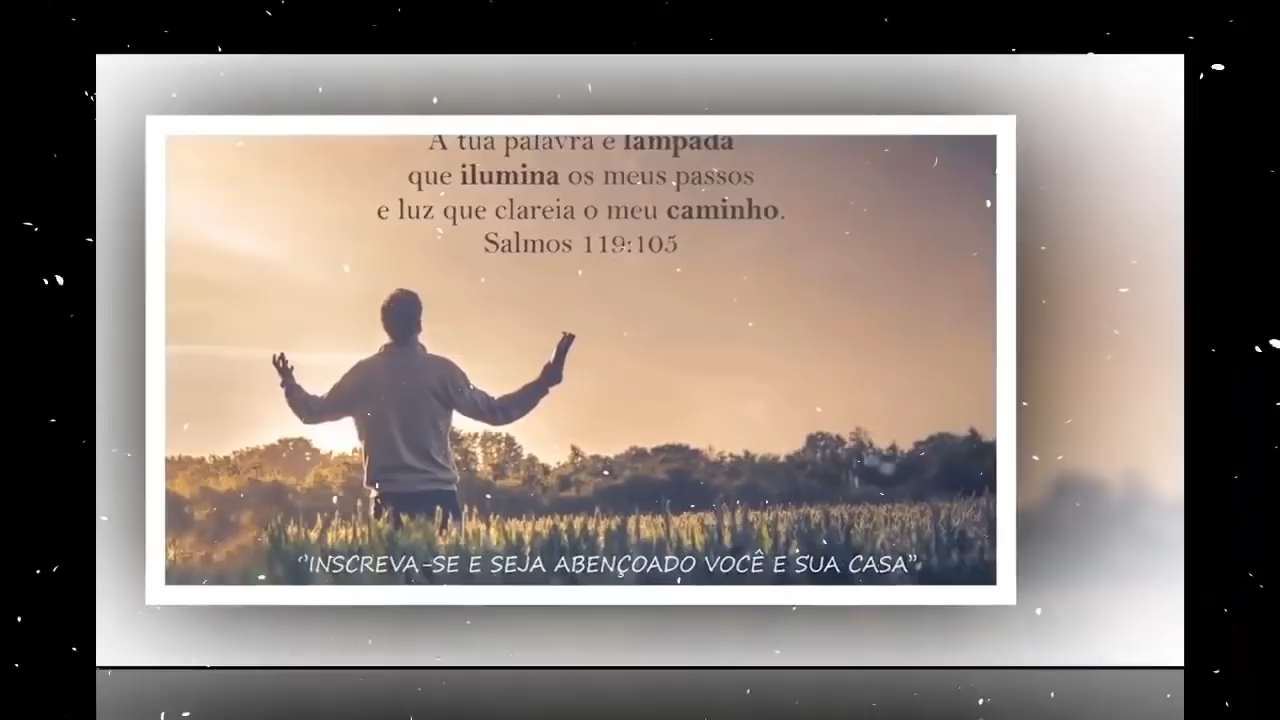 A tua palavra é lâmpada
que ilumina os meus passos
e luz que clareia o meu caminho.
Salmos 119:105
“INSCREVA-SE E SEJA ABENÇOADO VOCÊ E SUA CASA”